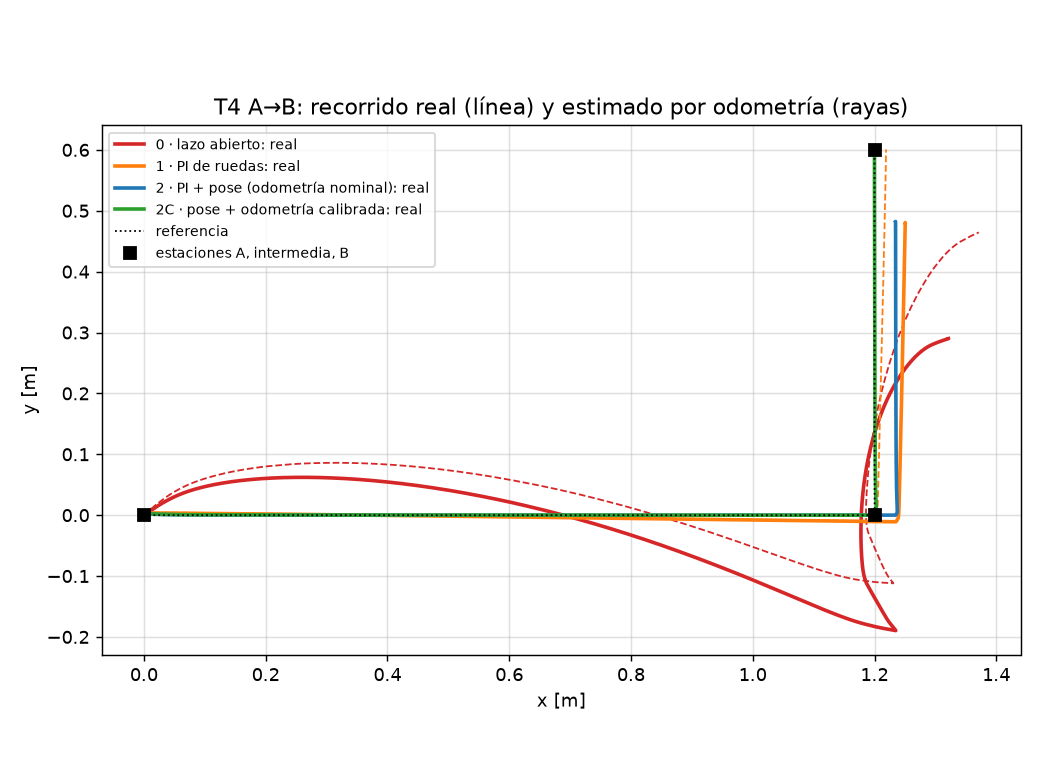 T4 A→B: recorrido real (línea) y estimado por odometría (rayas)
0 · lazo abierto: real
1 · PI de ruedas: real
2 · PI + pose (odometría nominal): real
2C · pose + odometría calibrada: real
referencia
estaciones A, intermedia, B
0.6
0.5
0.4
0.3
0.2
0.1
0.0
−0.1
−0.2
y [m]
0.0 0.2 0.4 0.6 0.8 1.0 1.2 1.4
x [m]